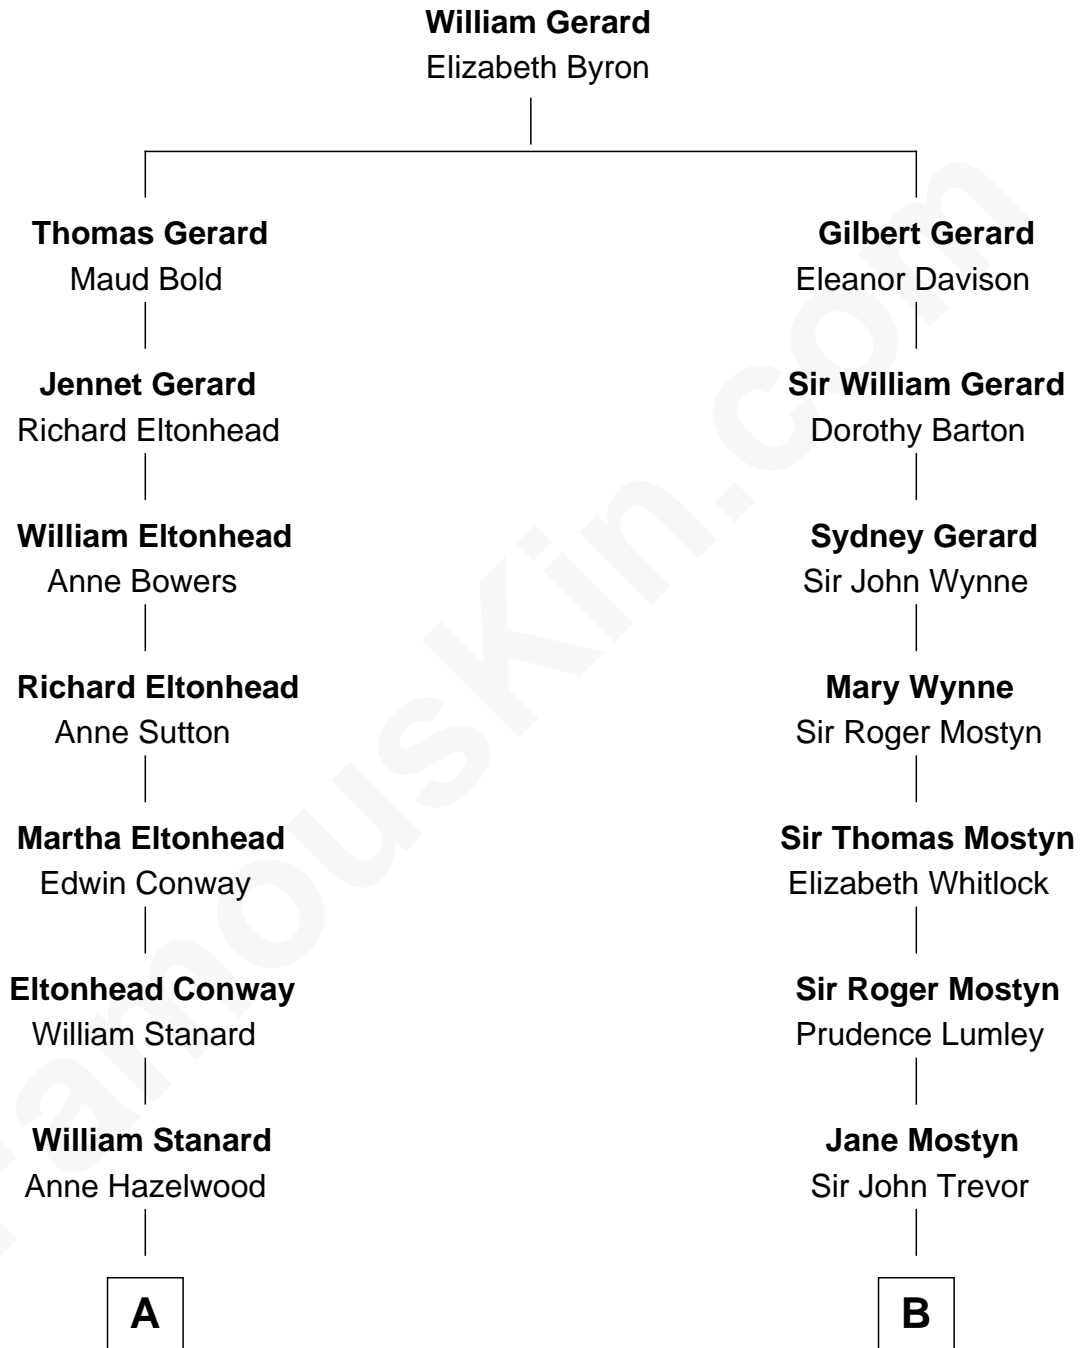 William Gerard
Elizabeth Byron
Thomas Gerard
Maud Bold
Gilbert Gerard
Eleanor Davison
Jennet Gerard
Richard Eltonhead
Sir William Gerard
Dorothy Barton
William Eltonhead
Anne Bowers
Sydney Gerard
Sir John Wynne
Richard Eltonhead
Anne Sutton
Mary Wynne
Sir Roger Mostyn
Martha Eltonhead
Edwin Conway
Sir Thomas Mostyn
Elizabeth Whitlock
Eltonhead Conway
William Stanard
Sir Roger Mostyn
Prudence Lumley
William Stanard
Anne Hazelwood
Jane Mostyn
Sir John Trevor
A
B
FamousKin.com